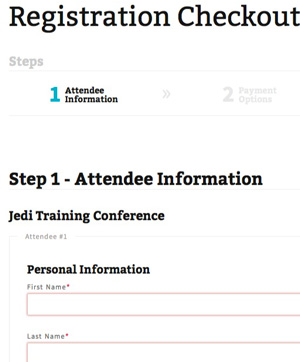 Registration Checkout
Steps
1 Attendee Information » 2 Payment Options
Step 1 - Attendee Information
Jedi Training Conference
Attendee #1
Personal Information
First Name*
Last Name*